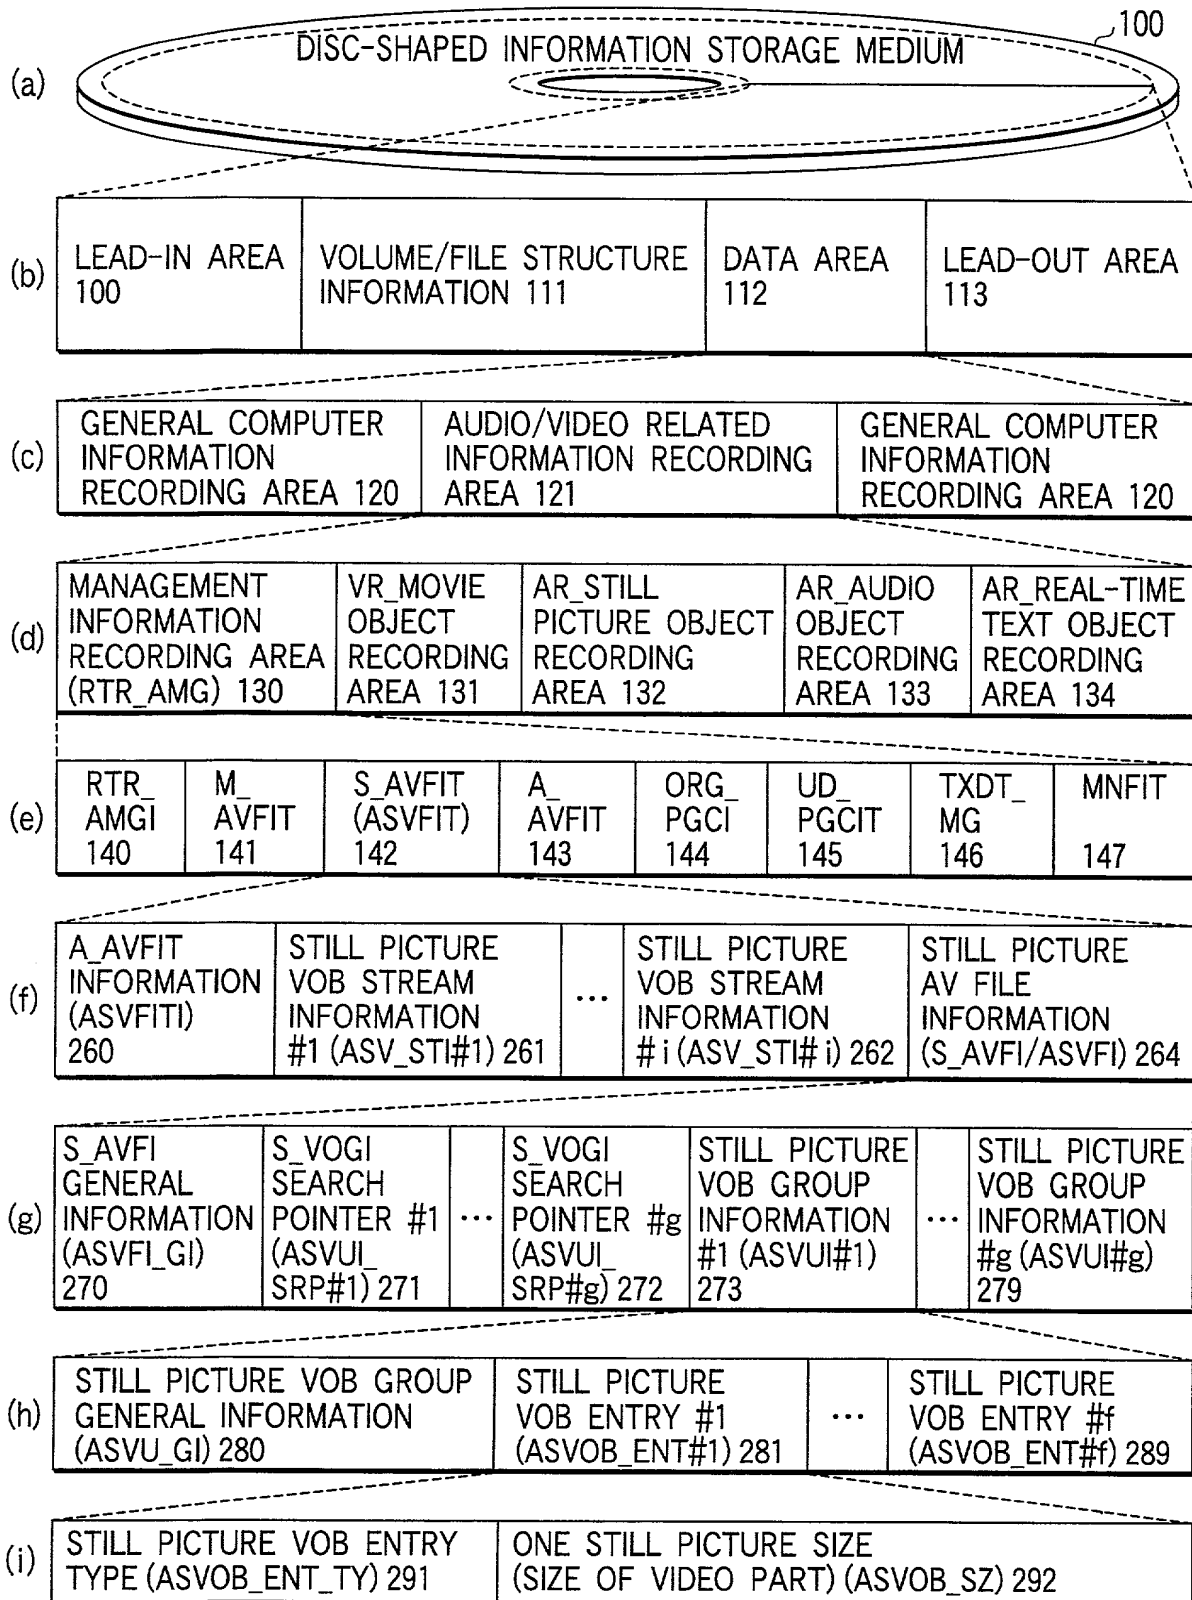 100
DISC-SHAPED INFORMATION STORAGE MEDIUM
(a)
(b)
LEAD-IN AREA
100
VOLUME/FILE STRUCTURE
INFORMATION 111
DATA AREA
112
LEAD-OUT AREA
113
(c)
GENERAL COMPUTER
INFORMATION
RECORDING AREA 120
AUDIO/VIDEO RELATED
INFORMATION RECORDING
AREA 121
GENERAL COMPUTER
INFORMATION
RECORDING AREA 120
(d)
MANAGEMENT
INFORMATION
RECORDING AREA
(RTR_AMG) 130
VR_MOVIE
OBJECT
RECORDING
AREA 131
AR_STILL
PICTURE OBJECT
RECORDING
AREA 132
AR_AUDIO
OBJECT
RECORDING
AREA 133
AR_REAL-TIME
TEXT OBJECT
RECORDING
AREA 134
(e)
RTR_
AMGI
140
M_
AVFIT
141
S_AVFIT
(ASVFIT)
142
A_
AVFIT
143
ORG_
PGCI
144
UD_
PGCIT
145
TXDT_
MG
146
MNFIT
147
(f)
A_AVFIT
INFORMATION
(ASVFITI)
260
STILL PICTURE
VOB STREAM
INFORMATION
#1 (ASV_STI#1) 261
...
STILL PICTURE
VOB STREAM
INFORMATION
#i (ASV_STI#i) 262
STILL PICTURE
AV FILE
INFORMATION
(S_AVFI/ASVFI) 264
(g)
S_AVFI
GENERAL
INFORMATION
(ASVFI_GI)
270
S_VOGI
SEARCH
POINTER #1
(ASVUI_
SRP#1) 271
...
S_VOGI
SEARCH
POINTER #g
(ASVUI_
SRP#g) 272
STILL PICTURE
VOB GROUP
INFORMATION
#1 (ASVUI#1)
273
...
STILL PICTURE
VOB GROUP
INFORMATION
#g (ASVUI#g)
279
(h)
STILL PICTURE VOB GROUP
GENERAL INFORMATION
(ASVU_GI) 280
STILL PICTURE
VOB ENTRY #1
(ASVOB_ENT#1) 281
...
STILL PICTURE
VOB ENTRY #f
(ASVOB_ENT#f) 289
(i)
STILL PICTURE VOB ENTRY
TYPE (ASVOB_ENT_TY) 291
ONE STILL PICTURE SIZE
(SIZE OF VIDEO PART) (ASVOB_SZ) 292